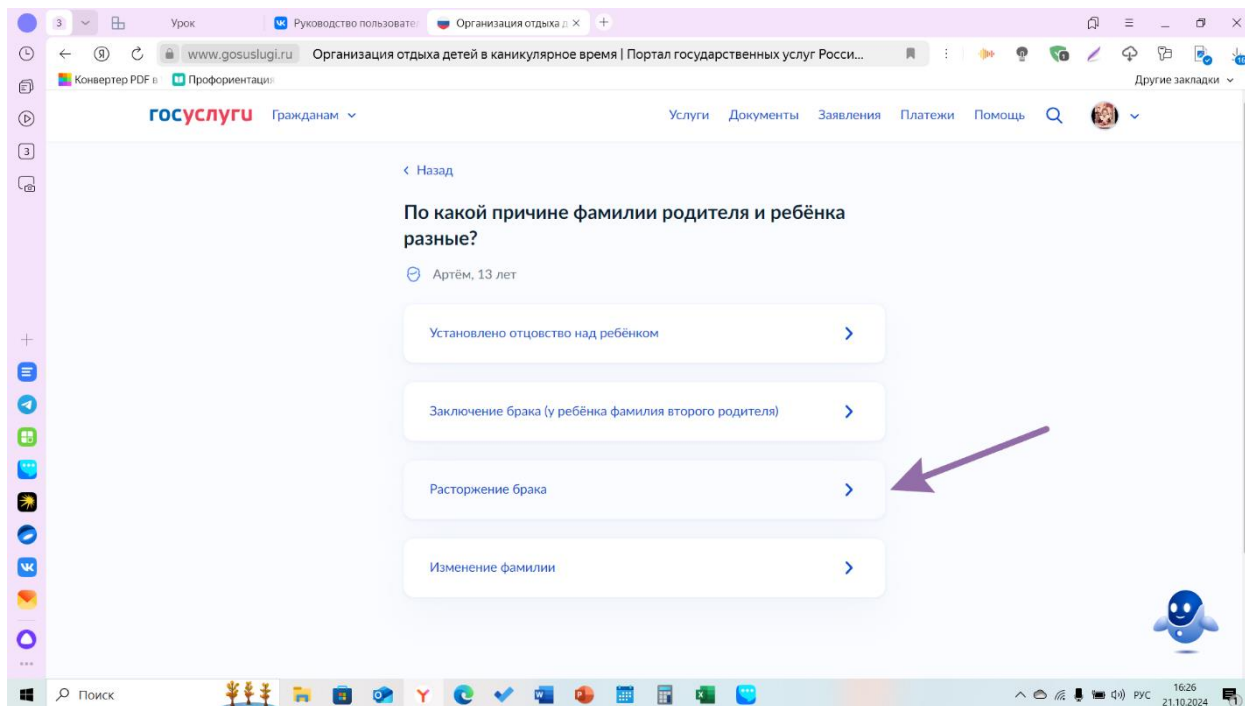 3
Урок
Руководство пользовате
Организация отдыха д
www.gosuslugi.ru
Организация отдыха детей в каникулярное время | Портал государственных услуг Росси...
Конвертер PDF в
Профориентация
Другие закладки
3
госуслуги
Гражданам
Услуги
Документы
Заявления
Платежи
Помощь
Назад
По какой причине фамилии родителя и ребёнка
разные?
Артём, 13 лет
Установлено отцовство над ребёнком
Заключение брака (у ребёнка фамилия второго родителя)
Расторжение брака
Изменение фамилии
Поиск
РУС
16:26
21.10.2024